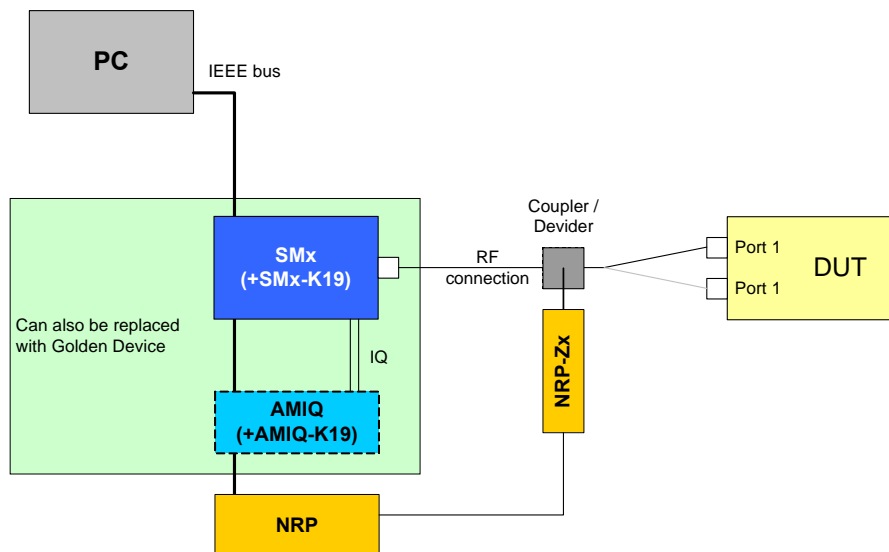 PC
IEEE bus
Coupler /
Devider
SMx
(+SMx-K19)
RF
connection
Port 1
Port 1
DUT
Can also be replaced
with Golden Device
IQ
NRP-Zx
AMIQ
(+AMIQ-K19)
NRP